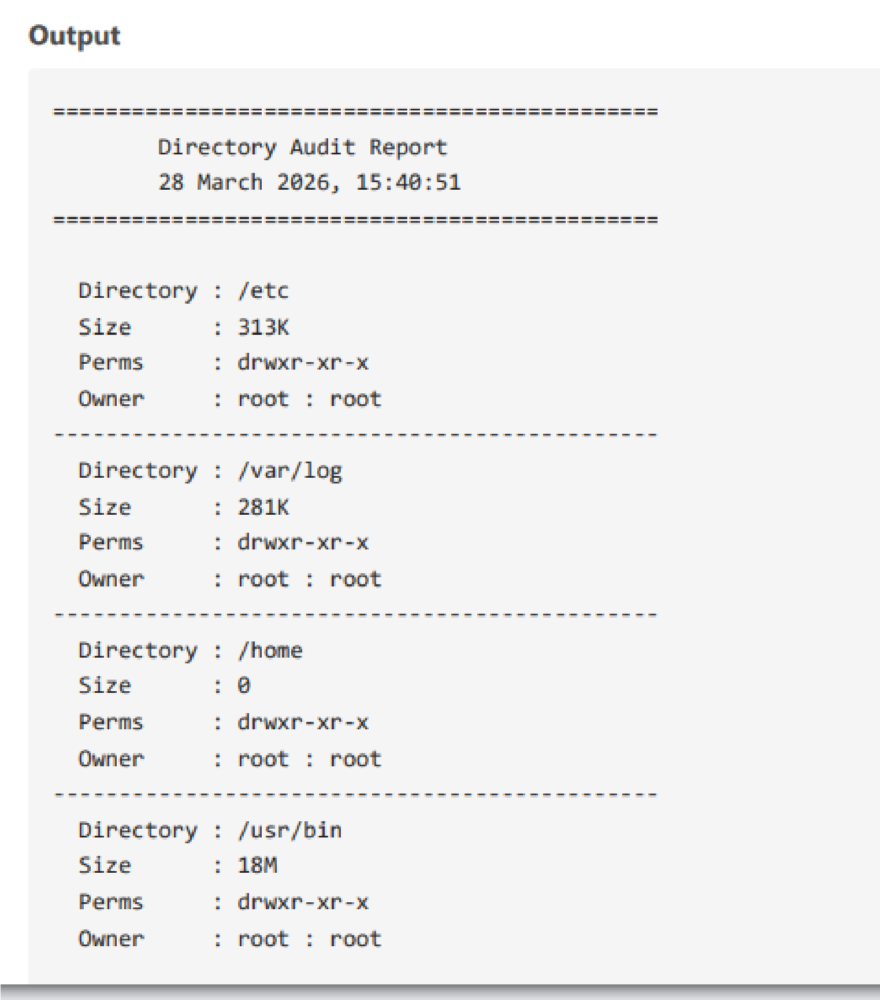 Output
==============================================
        Directory Audit Report
        28 March 2026, 15:40:51
==============================================
  Directory : /etc
  Size      : 313K
  Perms     : drwxr-xr-x
  Owner     : root : root
----------------------------------------------
  Directory : /var/log
  Size      : 281K
  Perms     : drwxr-xr-x
  Owner     : root : root
----------------------------------------------
  Directory : /home
  Size      : 0
  Perms     : drwxr-xr-x
  Owner     : root : root
----------------------------------------------
  Directory : /usr/bin
  Size      : 18M
  Perms     : drwxr-xr-x
  Owner     : root : root